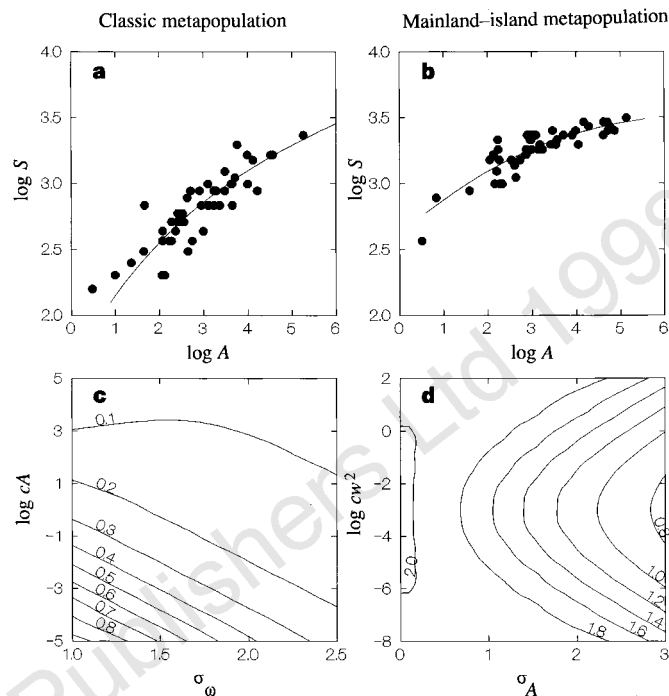 Classic metapopulation
Mainland–island metapopulation
a
log S
4.0
3.5
3.0
2.5
2.0
0 1 2 3 4 5 6
log A
b
log S
4.0
3.5
3.0
2.5
2.0
0 1 2 3 4 5 6
log A
c
log cA
5
3
1
-1
-3
-5
0.1
0.2
0.3
0.4
0.5
0.6
0.7
0.8
1.0 1.5 2.0 2.5
σω
d
log cw²
2
0
-2
-4
-6
-8
2.0
1.8
1.6
1.4
1.2
1.0
0.8
0 1 2 3
σA
Publishers Ltd 1998